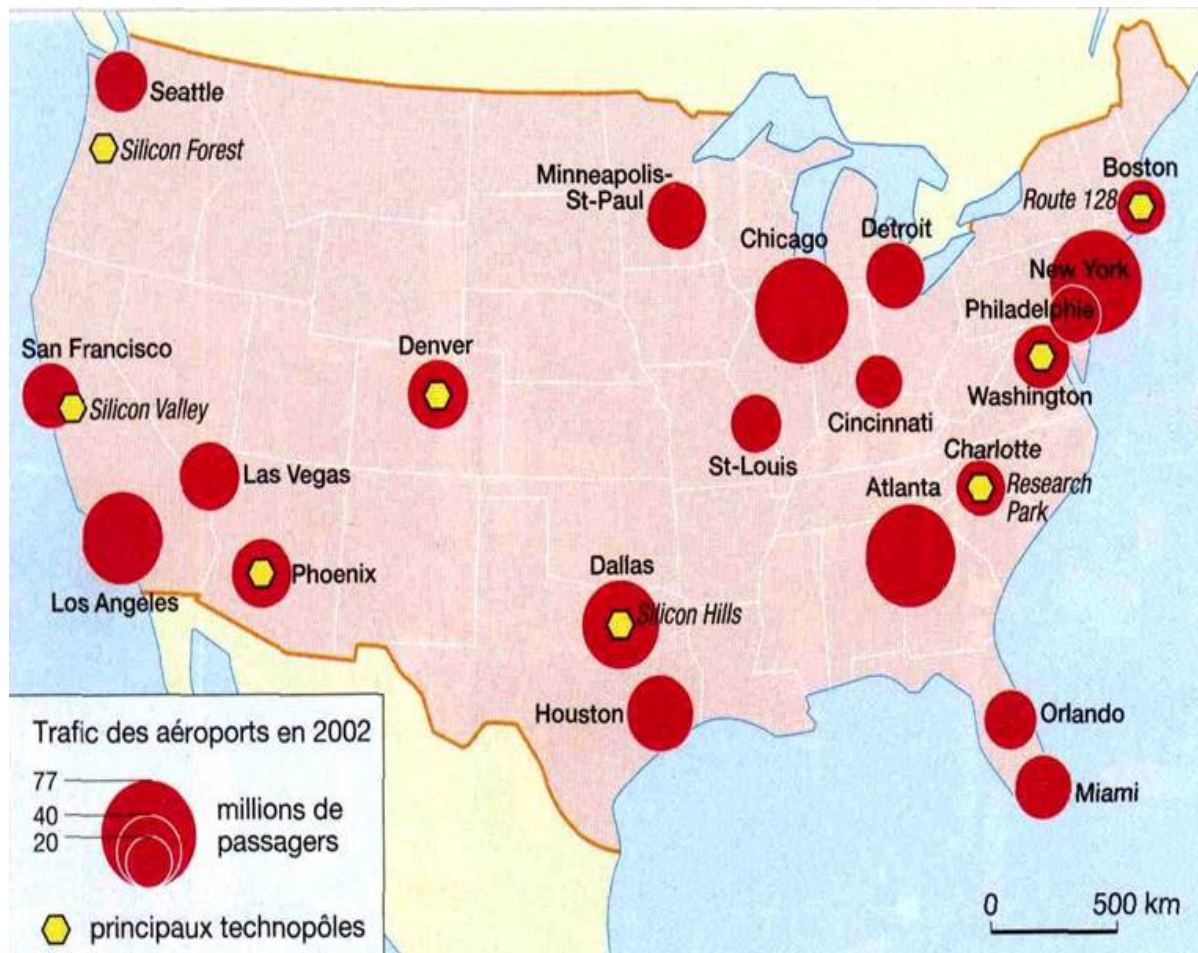 Seattle
Silicon Forest
Minneapolis-
St-Paul
Boston
Route 128
Chicago
Detroit
New York
Philadelphie
San Francisco
Denver
Silicon Valley
Washington
Cincinnati
St-Louis
Las Vegas
Charlotte
Research
Park
Atlanta
Phoenix
Dallas
Silicon Hills
Los Angeles
Houston
Orlando
Miami
Trafic des aéroports en 2002
77
40
20
millions de
passagers
principaux technopôles
0 500 km